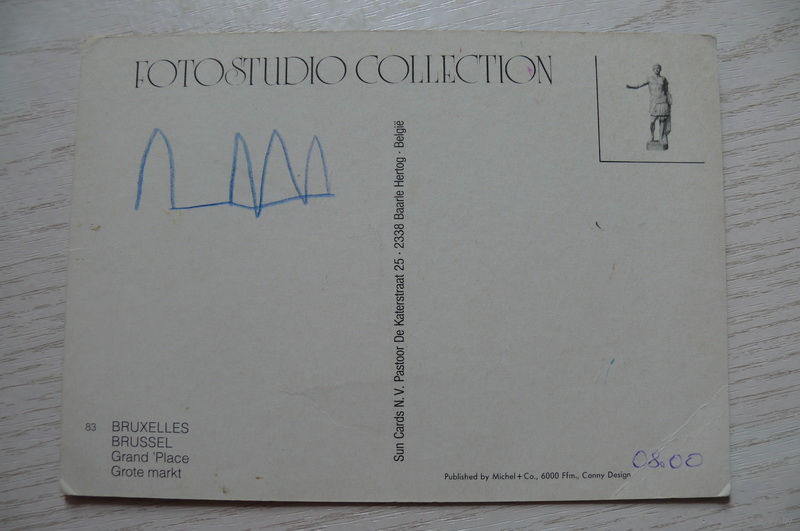 FOTOSTUDIO COLLECTION
Sun Cards N.V. Pastoor De Katerstraat 25 · 2338 Baarle Hertog · België
83 BRUXELLES
BRUSSEL
Grand 'Place
Grote markt
Published by Michel + Co., 6000 Ffm., Conny Design
08.00